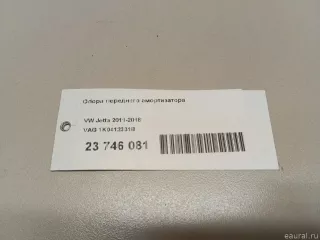 Опора переднего амортизатора
VW Jetta 2011-2018
VAG 1K0412331B
23 746 081
eaural.ru